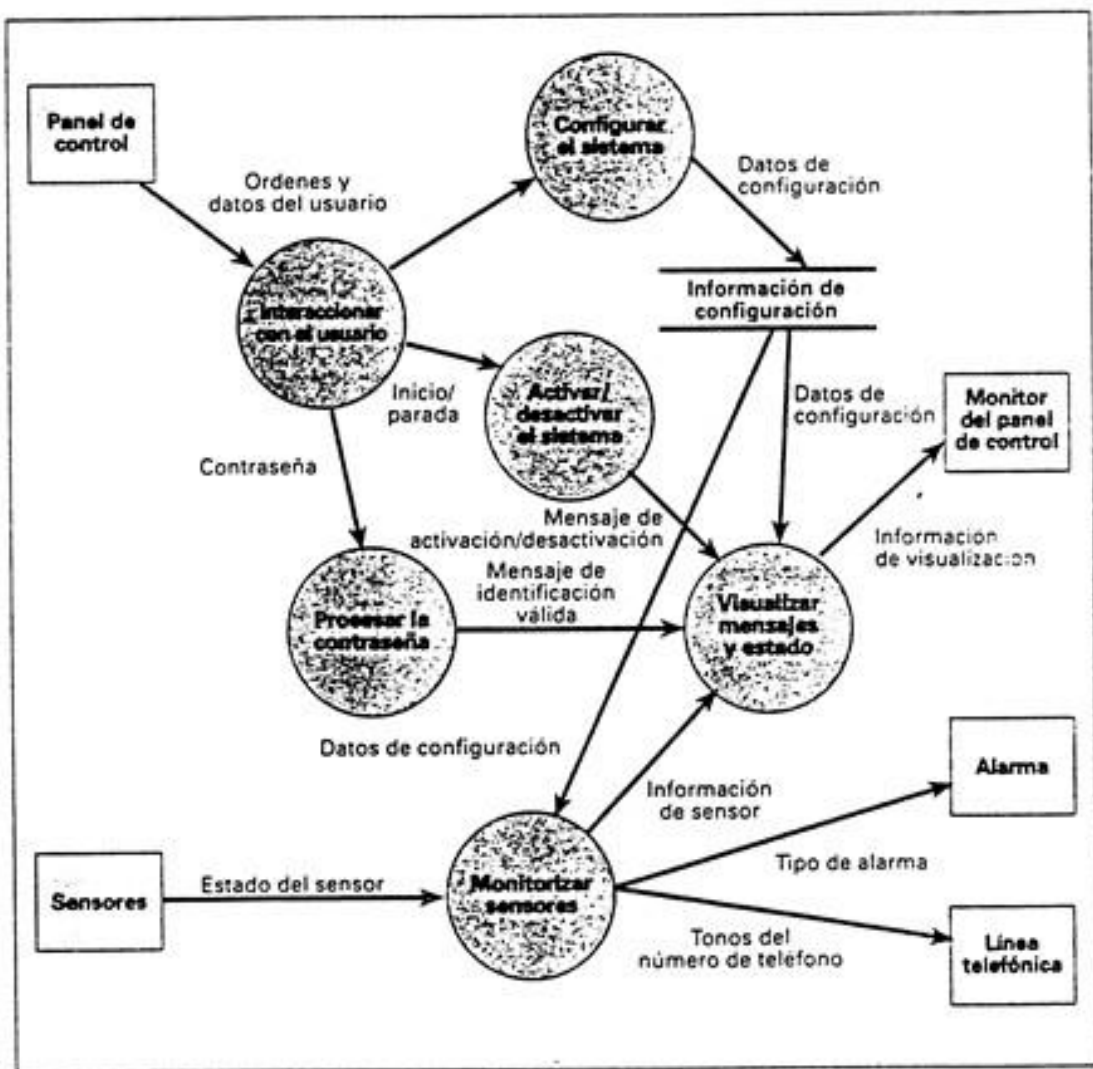 Panel de
control
Ordenes y
datos del usuario
Configurar
el sistema
Datos de
configuración
Interaccionar
con el usuario
Información de
configuración
Inicio/
parada
Activar/
desactivar
el sistema
Datos de
configuración
Monitor
del panel
de control
Contraseña
Mensaje de
activación/desactivación
Información
de visualización
Procesar la
contraseña
Mensaje de
identificación
válida
Visualizar
mensajes
y estado
Datos de configuración
Información
de sensor
Alarma
Tipo de alarma
Sensores
Estado del sensor
Monitorizar
sensores
Tonos del
número de teléfono
Línea
telefónica